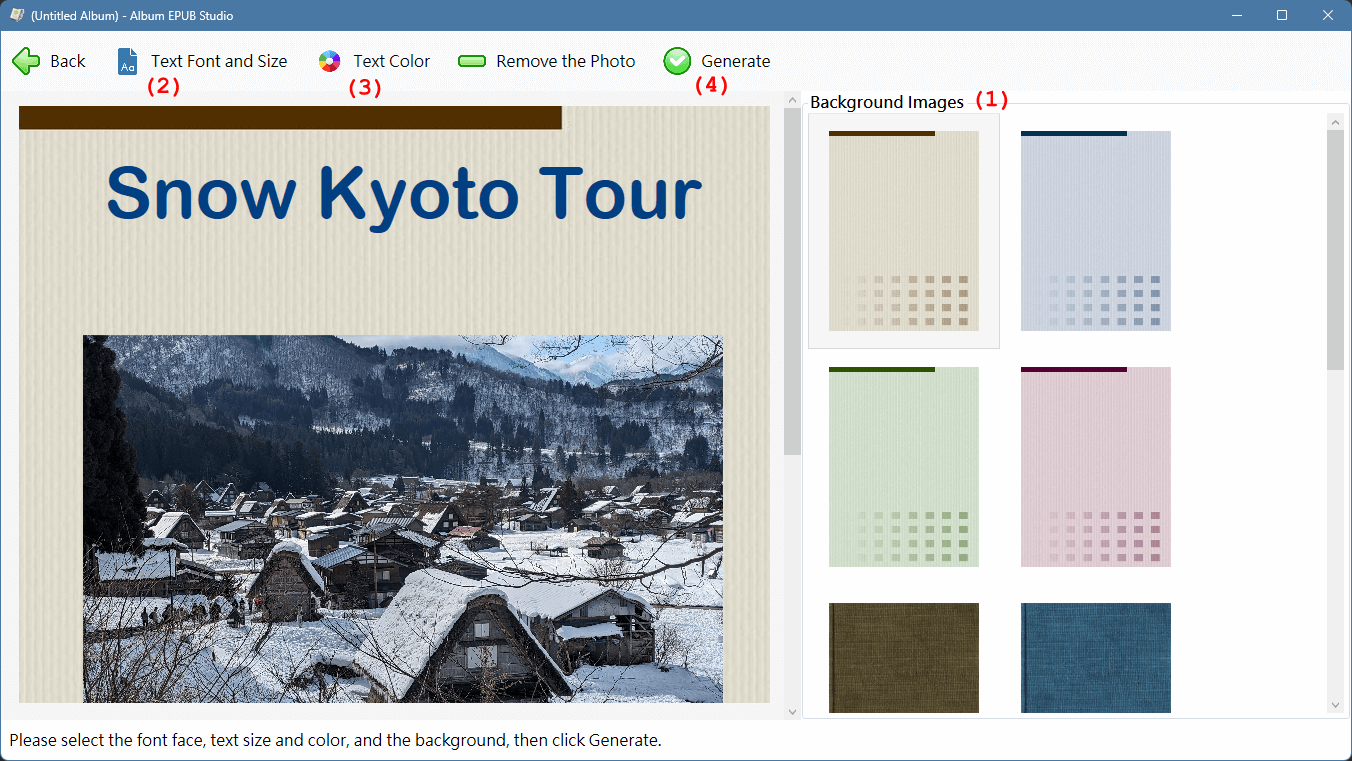 (Untitled Album) - Album EPUB Studio
Back
Aa
Text Font and Size
Text Color
Remove the Photo
Generate
(2)
(3)
(4)
Background Images
(1)
Snow Kyoto Tour
Please select the font face, text size and color, and the background, then click Generate.